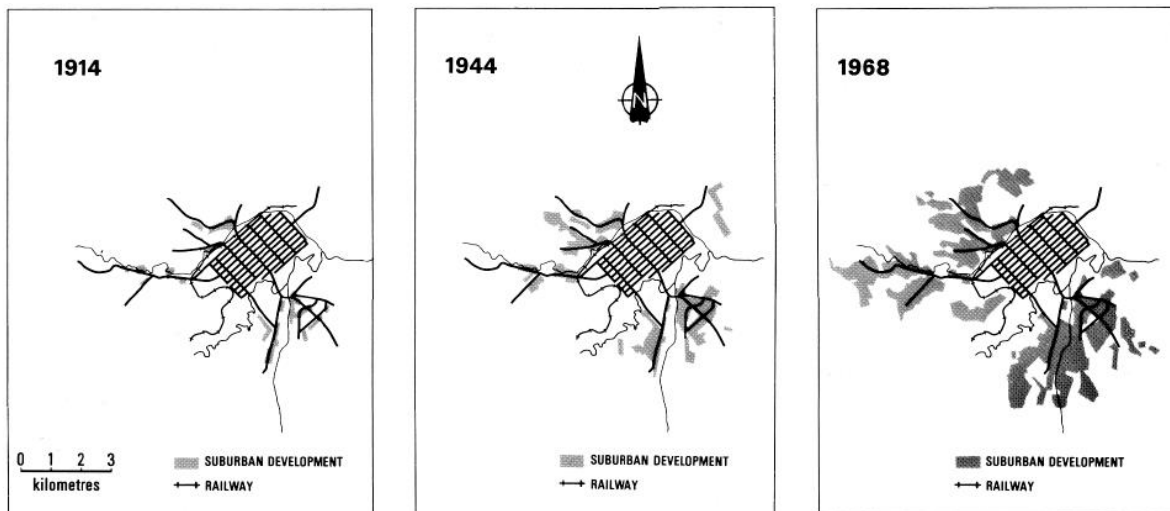 1914
0 1 2 3
kilometres
SUBURBAN DEVELOPMENT
RAILWAY
1944
N
SUBURBAN DEVELOPMENT
RAILWAY
1968
SUBURBAN DEVELOPMENT
RAILWAY